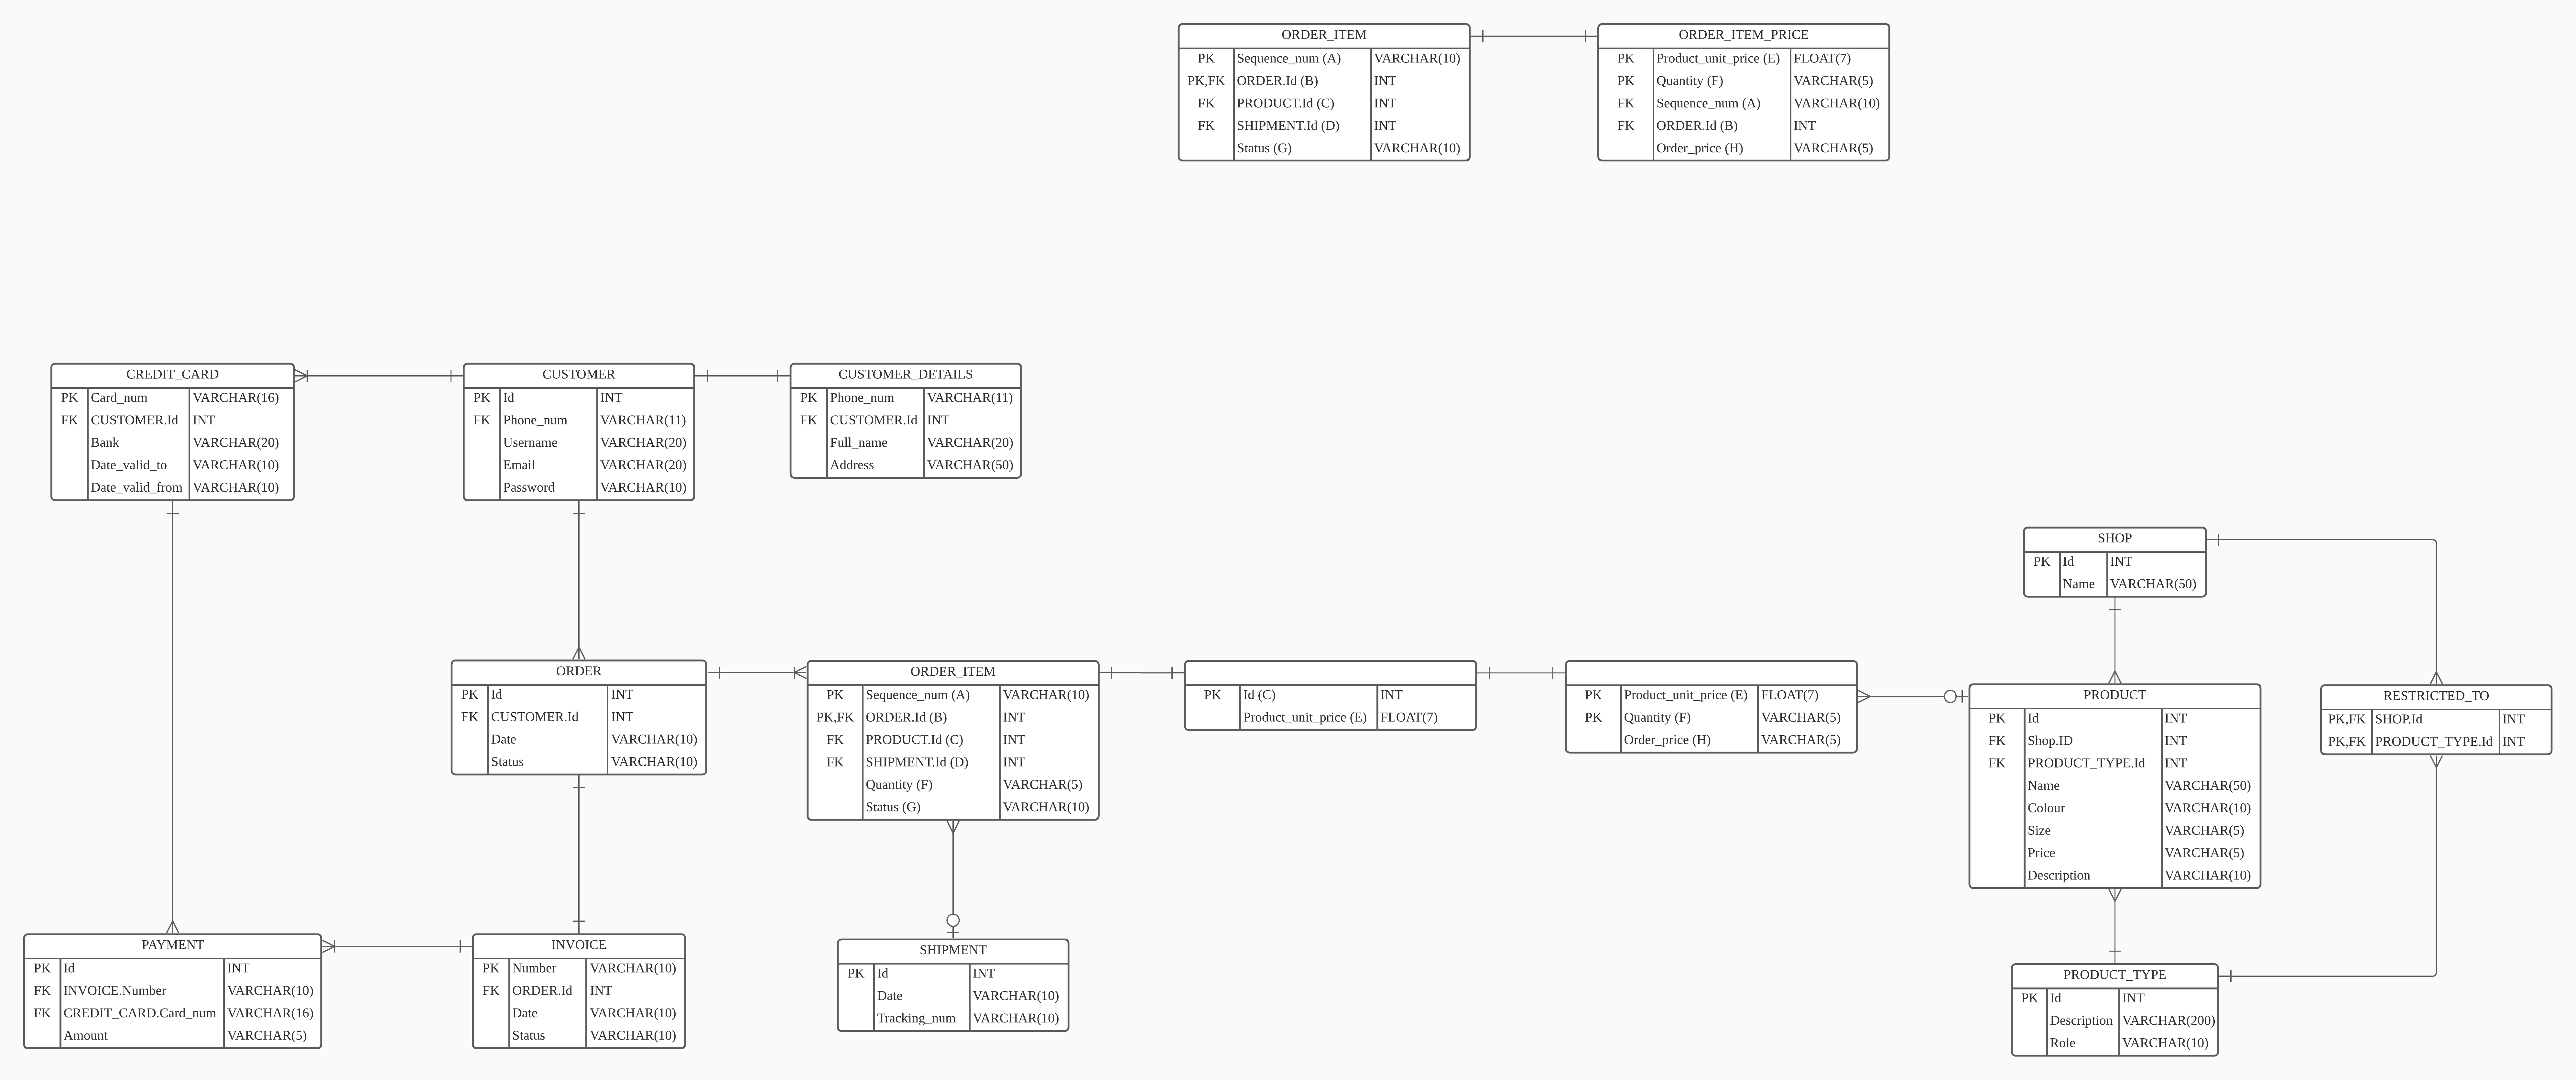 ORDER_ITEM
PK Sequence_num (A) VARCHAR(10)
PK,FK ORDER.Id (B) INT
FK PRODUCT.Id (C) INT
FK SHIPMENT.Id (D) INT
Status (G) VARCHAR(10)
ORDER_ITEM_PRICE
PK Product_unit_price (E) FLOAT(7)
PK Quantity (F) VARCHAR(5)
FK Sequence_num (A) VARCHAR(10)
FK ORDER.Id (B) INT
Order_price (H) VARCHAR(5)
CREDIT_CARD
PK Card_num VARCHAR(16)
FK CUSTOMER.Id INT
Bank VARCHAR(20)
Date_valid_to VARCHAR(10)
Date_valid_from VARCHAR(10)
CUSTOMER
PK Id INT
FK Phone_num VARCHAR(11)
Username VARCHAR(20)
Email VARCHAR(20)
Password VARCHAR(10)
CUSTOMER_DETAILS
PK Phone_num VARCHAR(11)
FK CUSTOMER.Id INT
Full_name VARCHAR(20)
Address VARCHAR(50)
SHOP
PK Id INT
Name VARCHAR(50)
ORDER
PK Id INT
FK CUSTOMER.Id INT
Date VARCHAR(10)
Status VARCHAR(10)
ORDER_ITEM
PK Sequence_num (A) VARCHAR(10)
PK,FK ORDER.Id (B) INT
FK PRODUCT.Id (C) INT
FK SHIPMENT.Id (D) INT
Quantity (F) VARCHAR(5)
Status (G) VARCHAR(10)
PK Id (C) INT
Product_unit_price (E) FLOAT(7)
PK Product_unit_price (E) FLOAT(7)
PK Quantity (F) VARCHAR(5)
Order_price (H) VARCHAR(5)
PRODUCT
PK Id INT
FK Shop.ID INT
FK PRODUCT_TYPE.Id INT
Name VARCHAR(50)
Colour VARCHAR(10)
Size VARCHAR(5)
Price VARCHAR(5)
Description VARCHAR(10)
RESTRICTED_TO
PK,FK SHOP.Id INT
PK,FK PRODUCT_TYPE.Id INT
PAYMENT
PK Id INT
FK INVOICE.Number VARCHAR(10)
FK CREDIT_CARD.Card_num VARCHAR(16)
Amount VARCHAR(5)
INVOICE
PK Number VARCHAR(10)
FK ORDER.Id INT
Date VARCHAR(10)
Status VARCHAR(10)
SHIPMENT
PK Id INT
Date VARCHAR(10)
Tracking_num VARCHAR(10)
PRODUCT_TYPE
PK Id INT
Description VARCHAR(200)
Role VARCHAR(10)